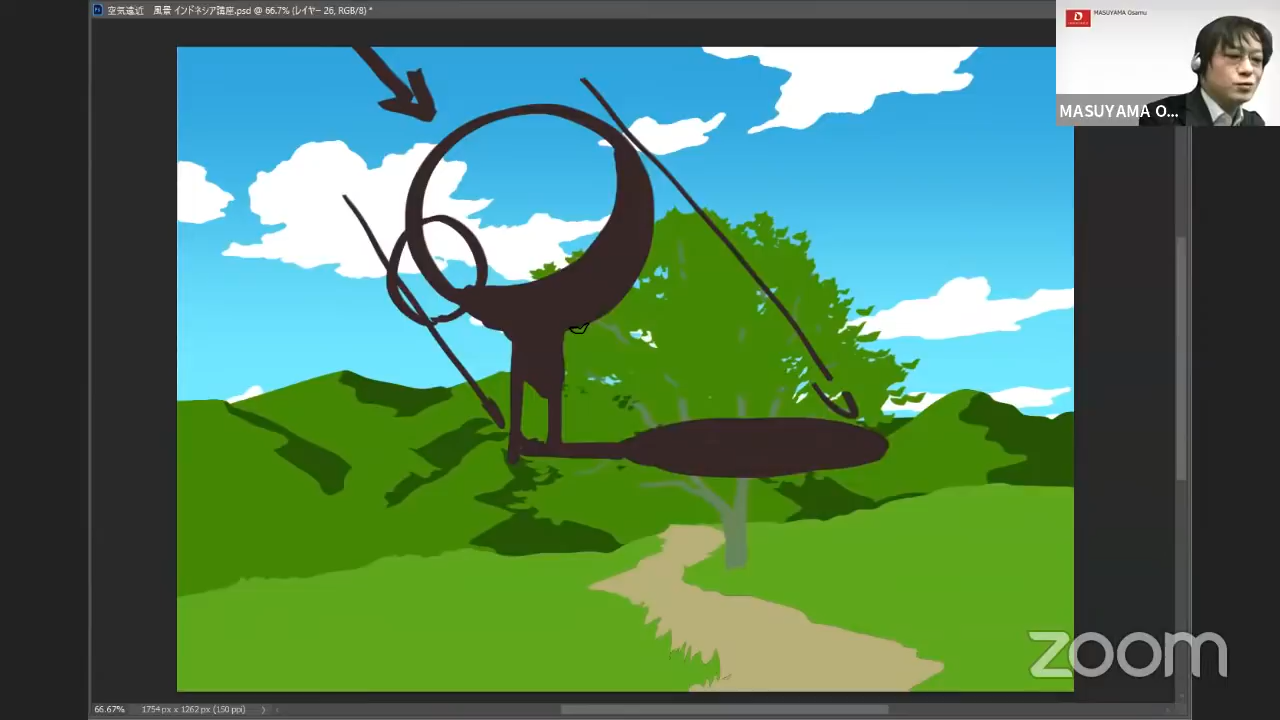 空気遠近 風景 インドネシア講座.psd @ 66.7% (レイヤー 26, RGB/8) *
MASUYAMA Osamu
MASUYAMA O...
zoom
66.67% 1754 px x 1262 px (150 ppi)